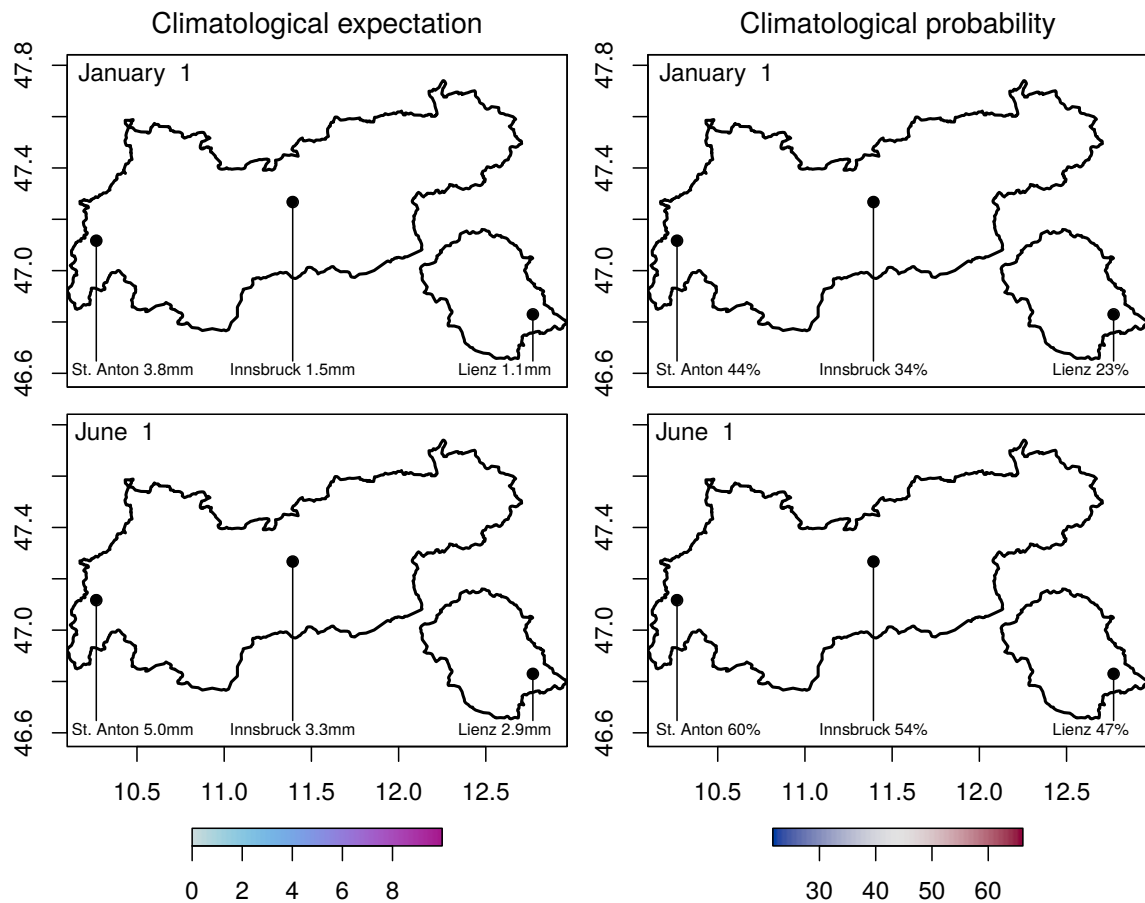 Climatological expectation
Climatological probability
January 1
January 1
47.8
47.4
47.0
46.6
47.8
47.4
47.0
46.6
St. Anton 3.8mm
Innsbruck 1.5mm
Lienz 1.1mm
St. Anton 44%
Innsbruck 34%
Lienz 23%
June 1
June 1
47.4
47.0
46.6
47.4
47.0
46.6
St. Anton 5.0mm
Innsbruck 3.3mm
Lienz 2.9mm
St. Anton 60%
Innsbruck 54%
Lienz 47%
10.5 11.0 11.5 12.0 12.5
10.5 11.0 11.5 12.0 12.5
0 2 4 6 8
30 40 50 60